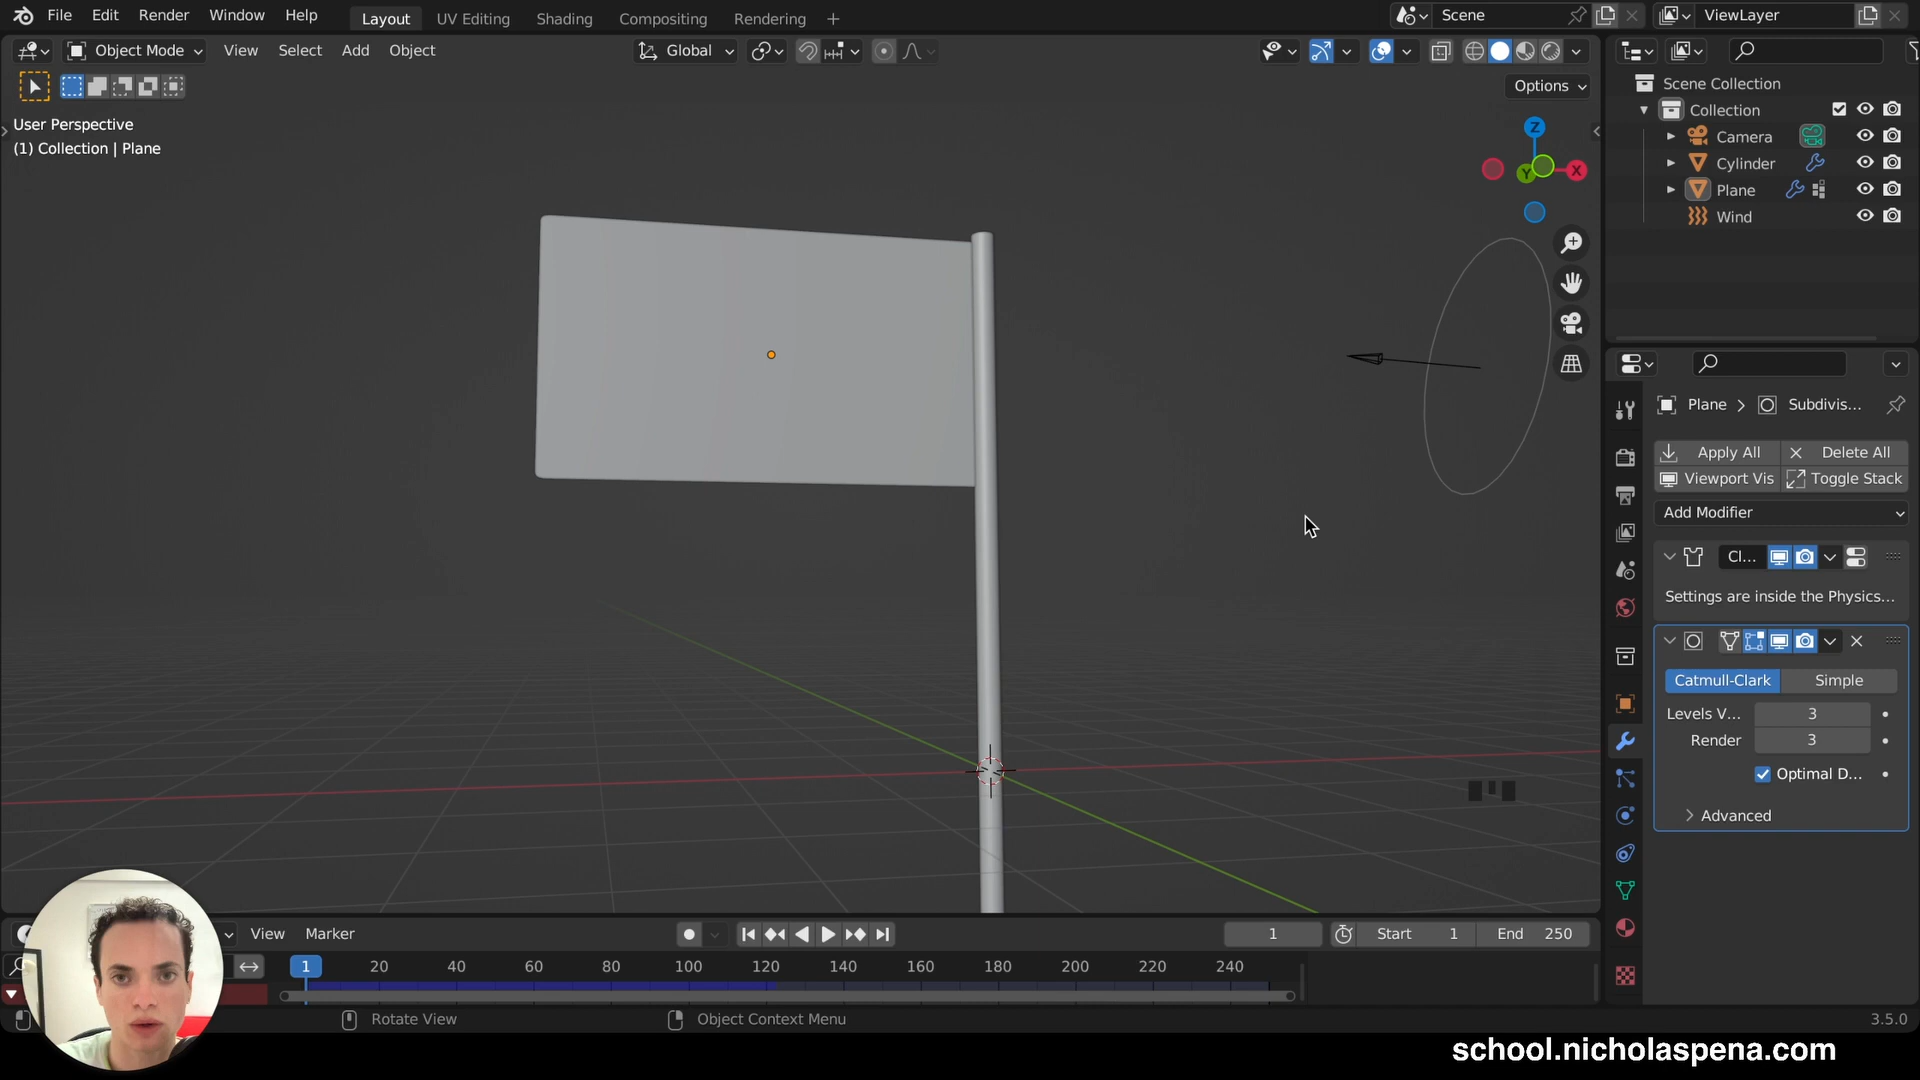 File Edit Render Window Help Layout UV Editing Shading Compositing Rendering + Scene ViewLayer
Object Mode View Select Add Object Global
Options
User Perspective
(1) Collection | Plane
Z
Y
X
Scene Collection
Collection
Camera
Cylinder
Plane
Wind
Plane > Subdivis...
Apply All Delete All
Viewport Vis Toggle Stack
Add Modifier
Cl...
Settings are inside the Physics...
Catmull-Clark Simple
Levels V... 3
Render 3
Optimal D...
Advanced
View Marker 1 Start 1 End 250
1 20 40 60 80 100 120 140 160 180 200 220 240
Rotate View Object Context Menu 3.5.0
school.nicholaspena.com